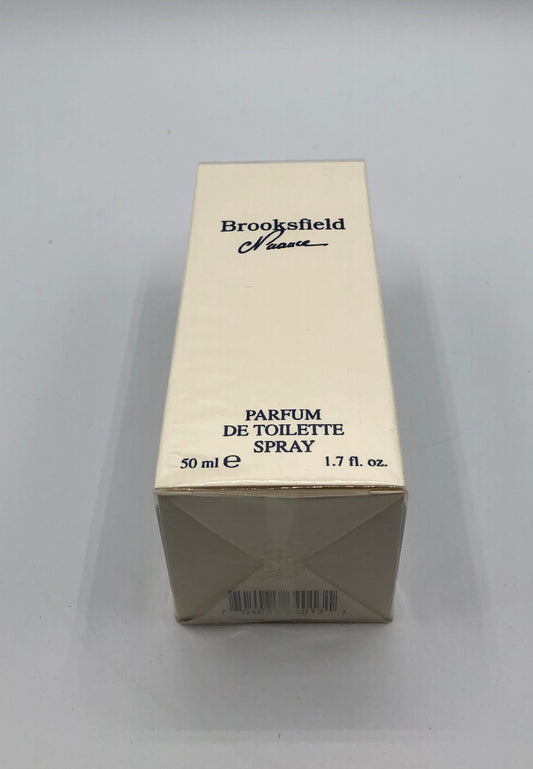 Brooksfield
Nuance
PARFUM
DE TOILETTE
SPRAY
50 ml ℮
1.7 fl. oz.